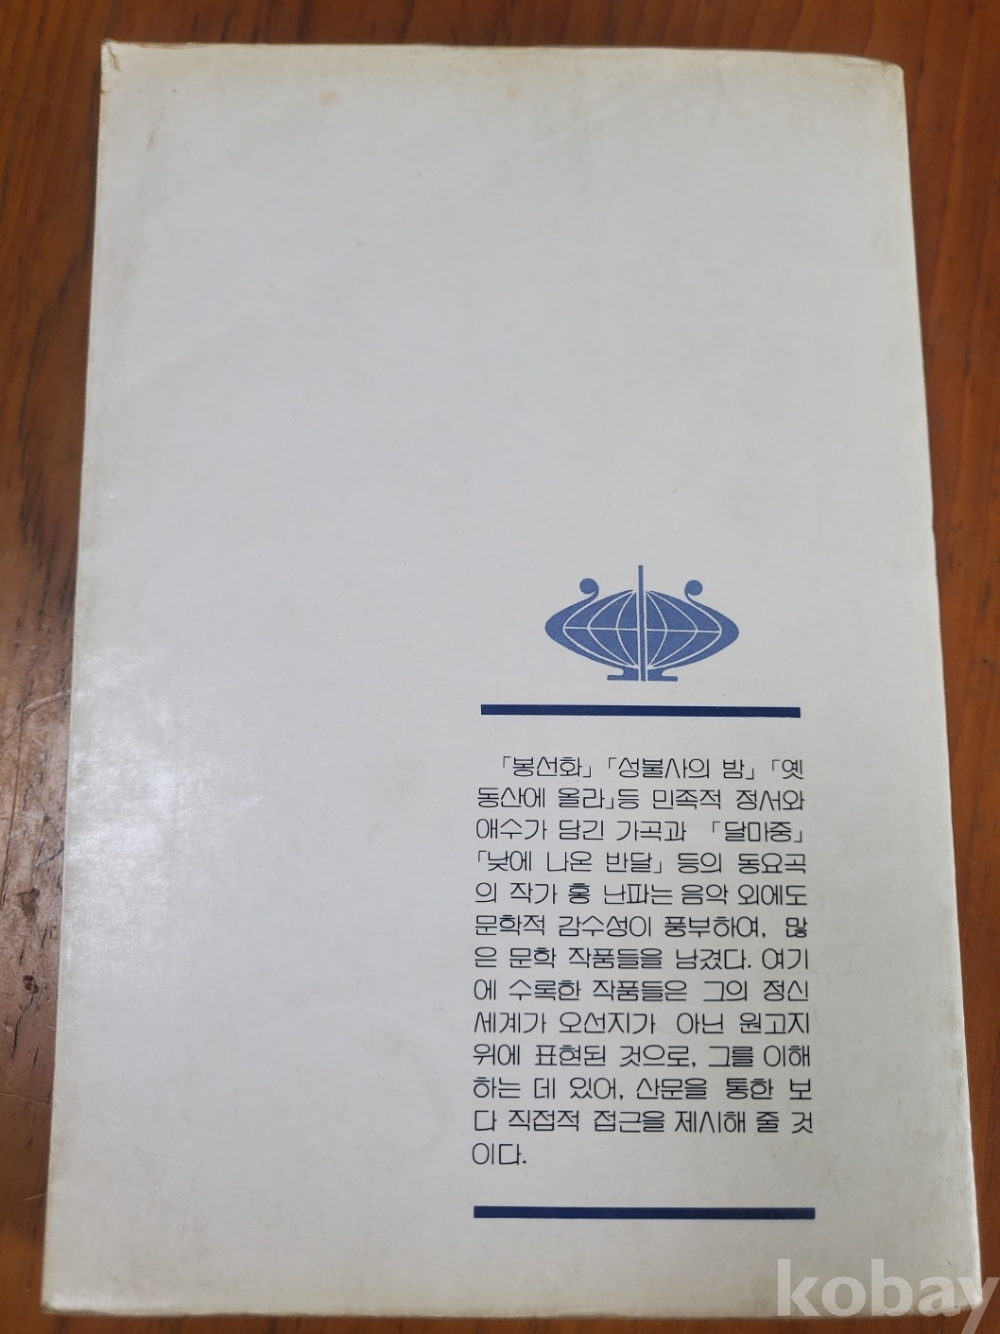 「봉선화」 「성불사의 밤」 「옛
동산에 올라」등 민족적 정서와
애수가 담긴 가곡과 「달마중」
「낮에 나온 반달」 등의 동요곡
의 작가 홍 난파는 음악 외에도
문학적 감수성이 풍부하여, 많
은 문학 작품들을 남겼다. 여기
에 수록한 작품들은 그의 정신
세계가 오선지가 아닌 원고지
위에 표현된 것으로, 그를 이해
하는 데 있어, 산문을 통한 보
다 직접적 접근을 제시해 줄 것
이다.
kobay